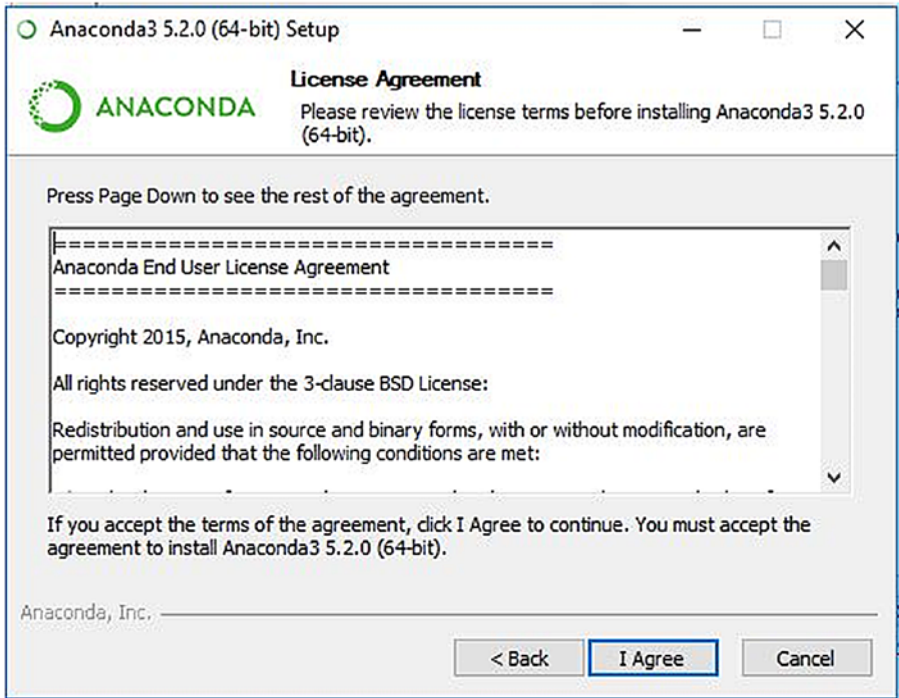 Anaconda3 5.2.0 (64-bit) Setup
ANACONDA
License Agreement
Please review the license terms before installing Anaconda3 5.2.0
(64-bit).
Press Page Down to see the rest of the agreement.
===================================
Anaconda End User License Agreement
===================================
Copyright 2015, Anaconda, Inc.
All rights reserved under the 3-clause BSD License:
Redistribution and use in source and binary forms, with or without modification, are
permitted provided that the following conditions are met:
If you accept the terms of the agreement, click I Agree to continue. You must accept the
agreement to install Anaconda3 5.2.0 (64-bit).
Anaconda, Inc.
< Back
I Agree
Cancel